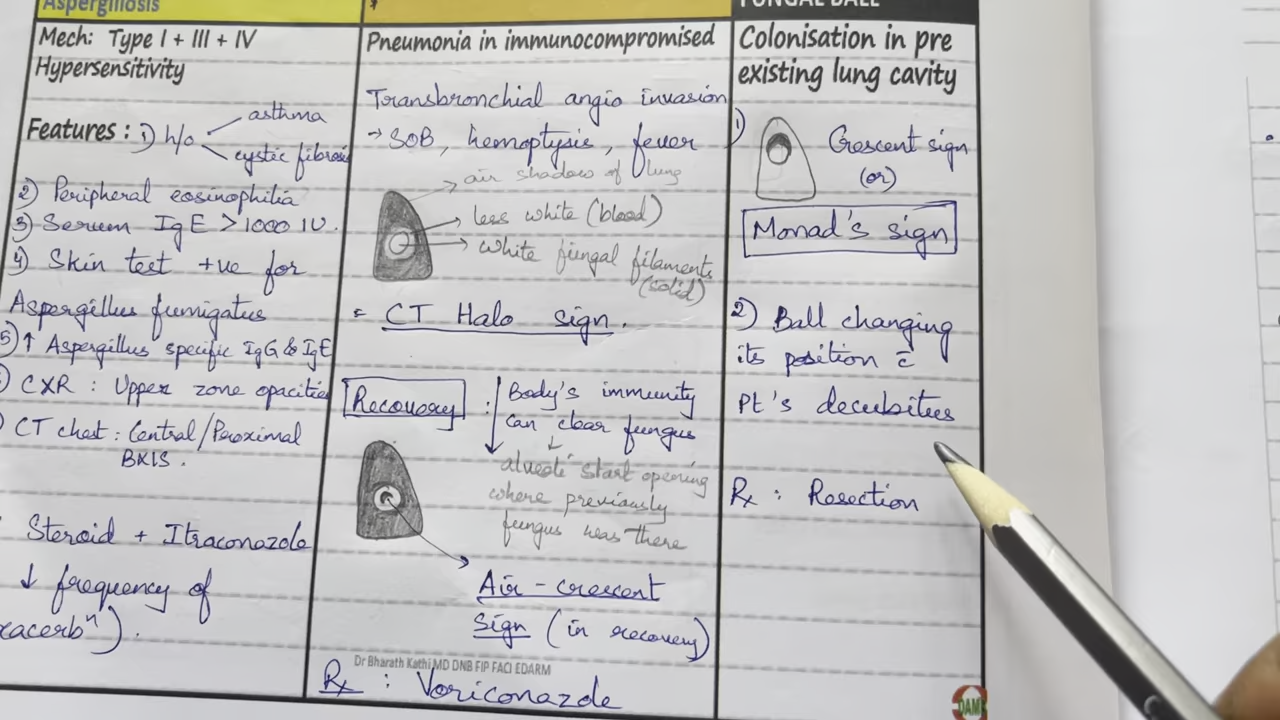 Aspergillosis
Mech: Type I + III + IV
Hypersensitivity
Features : 1) h/o
asthma
cystic fibrosis
2) Peripheral eosinophilia
3) Serum IgE > 1000 IU.
4) Skin test +ve for
Aspergillus fumigatus
5) ↑ Aspergillus specific IgG & IgE
) CXR : Upper zone opacities
) CT chest : Central/Proximal
BXIS.
Steroid + Itraconazole
↓ frequency of
xacerbⁿ).
Pneumonia in immunocompromised
Transbronchial angio invasion
→ SOB, hemoptysis, fever
air shadow of lung
less white (blood)
white fungal filaments
(solid)
CT Halo sign.
Recovery : Body's immunity
can clear fungus
↓
alveoli start opening
where previously
fungus was there
Air - crescent
sign (in recovery)
Dr Bharath Kathi MD DNB FIP FACI EDARM
Rx : Voriconazole
FUNGAL BALL
Colonisation in pre
existing lung cavity
1) Crescent sign
(or)
Monad's sign
2) Ball changing
its position c̄
Pt's decubitus
Rx : Resection
DAMS